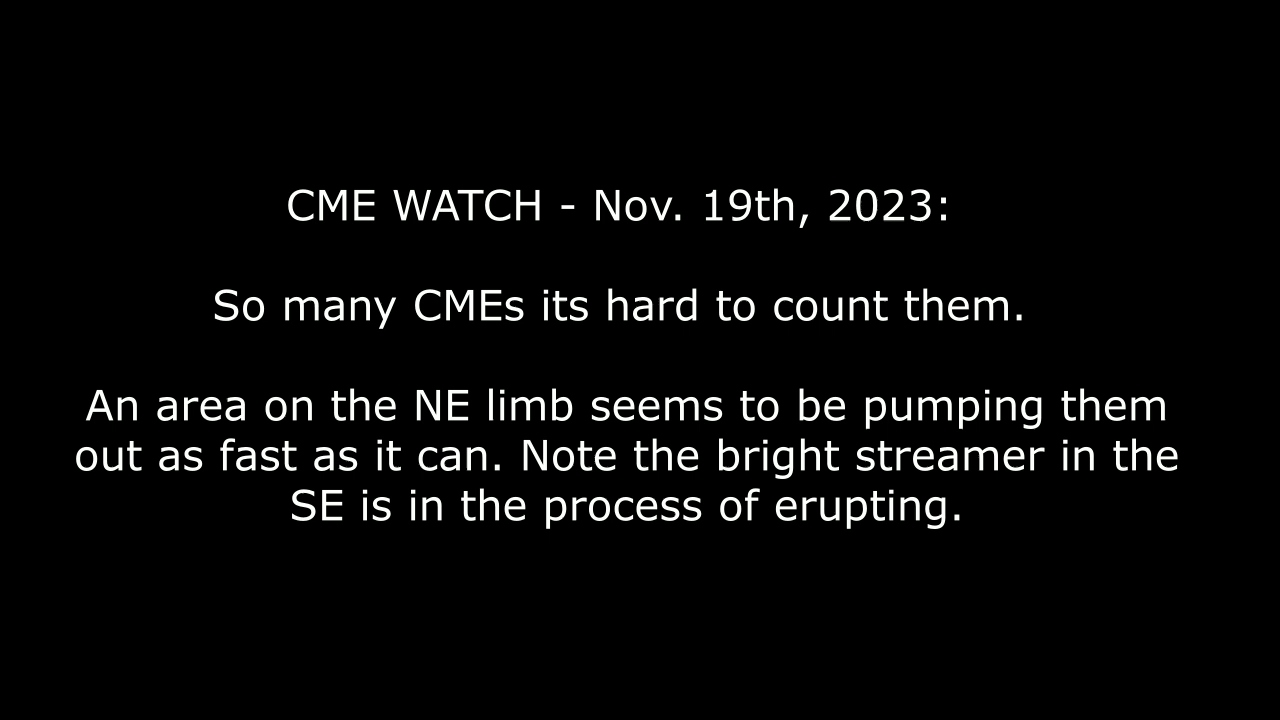 CME WATCH - Nov. 19th, 2023:
So many CMEs its hard to count them.
An area on the NE limb seems to be pumping them
out as fast as it can. Note the bright streamer in the
SE is in the process of erupting.